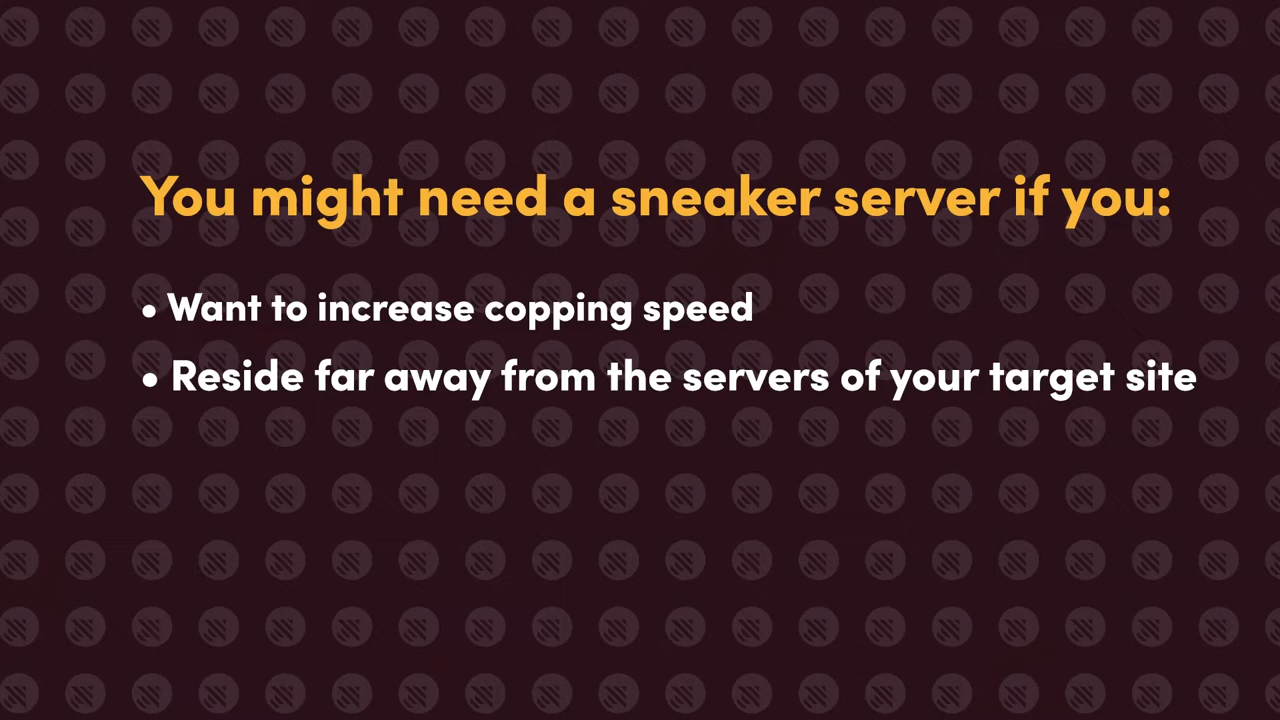 You might need a sneaker server if you:
• Want to increase copping speed
• Reside far away from the servers of your target site